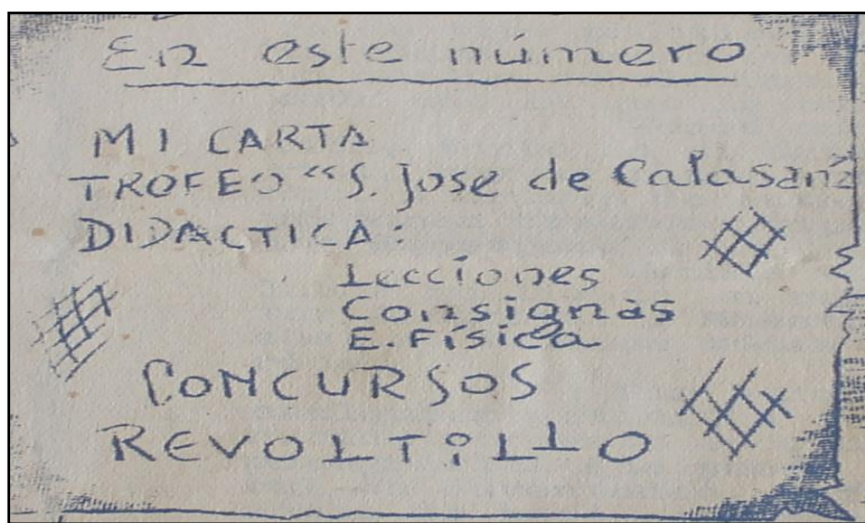 En este número
MI CARTA
TROFEO "S. jose de Calasanz
DIDACTICA:
Lecciones
Consignas
E. Física
CONCURSOS
REVOLTiLLO